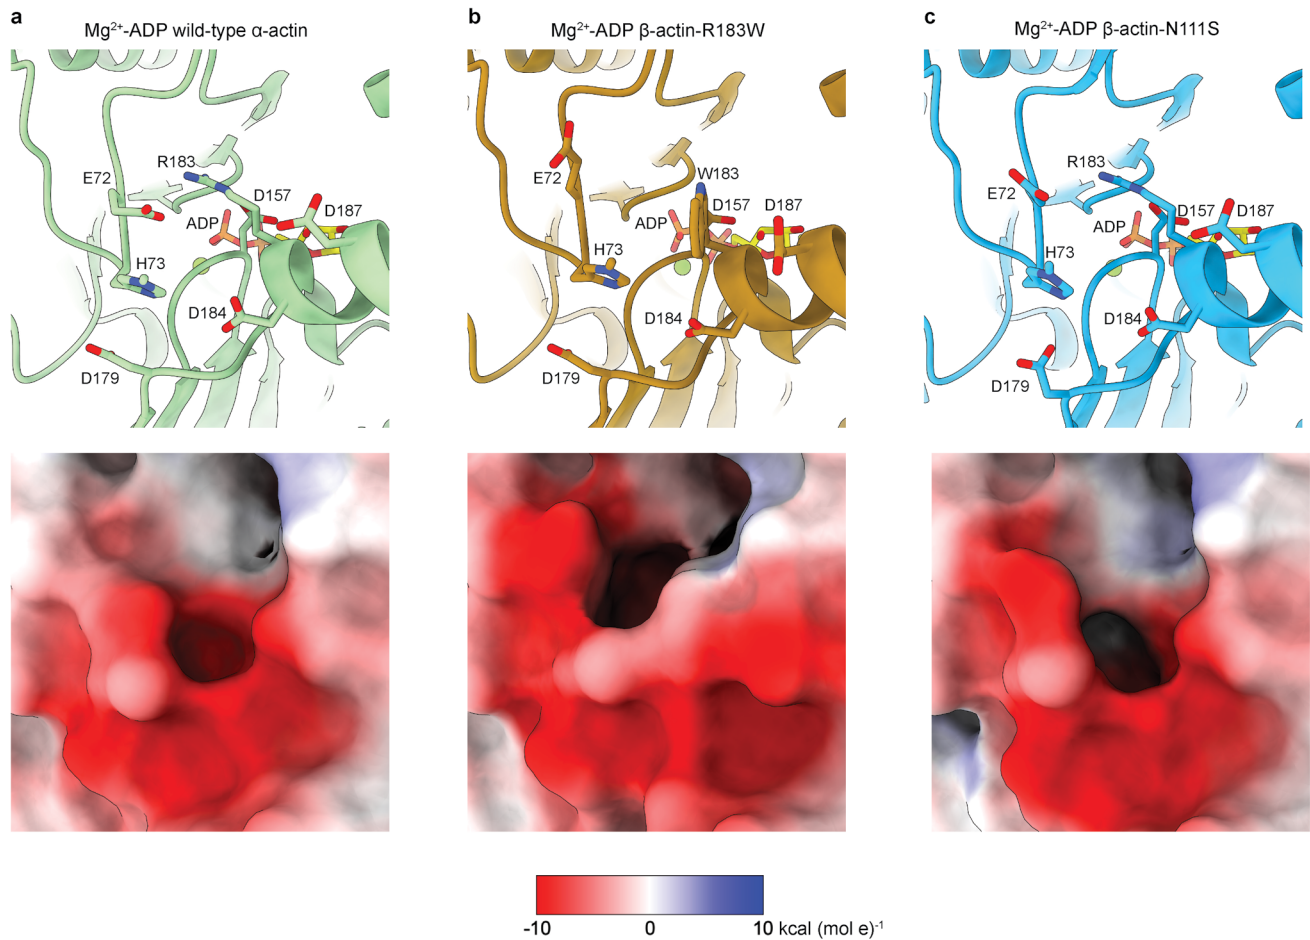 a
Mg²⁺-ADP wild-type α-actin
b
Mg²⁺-ADP β-actin-R183W
c
Mg²⁺-ADP β-actin-N111S
R183
E72
D157
D187
ADP
H73
D184
D179
E72
W183
D157
D187
ADP
H73
D184
D179
R183
E72
D157
D187
ADP
H73
D184
D179
-10 0 10 kcal (mol e)⁻¹